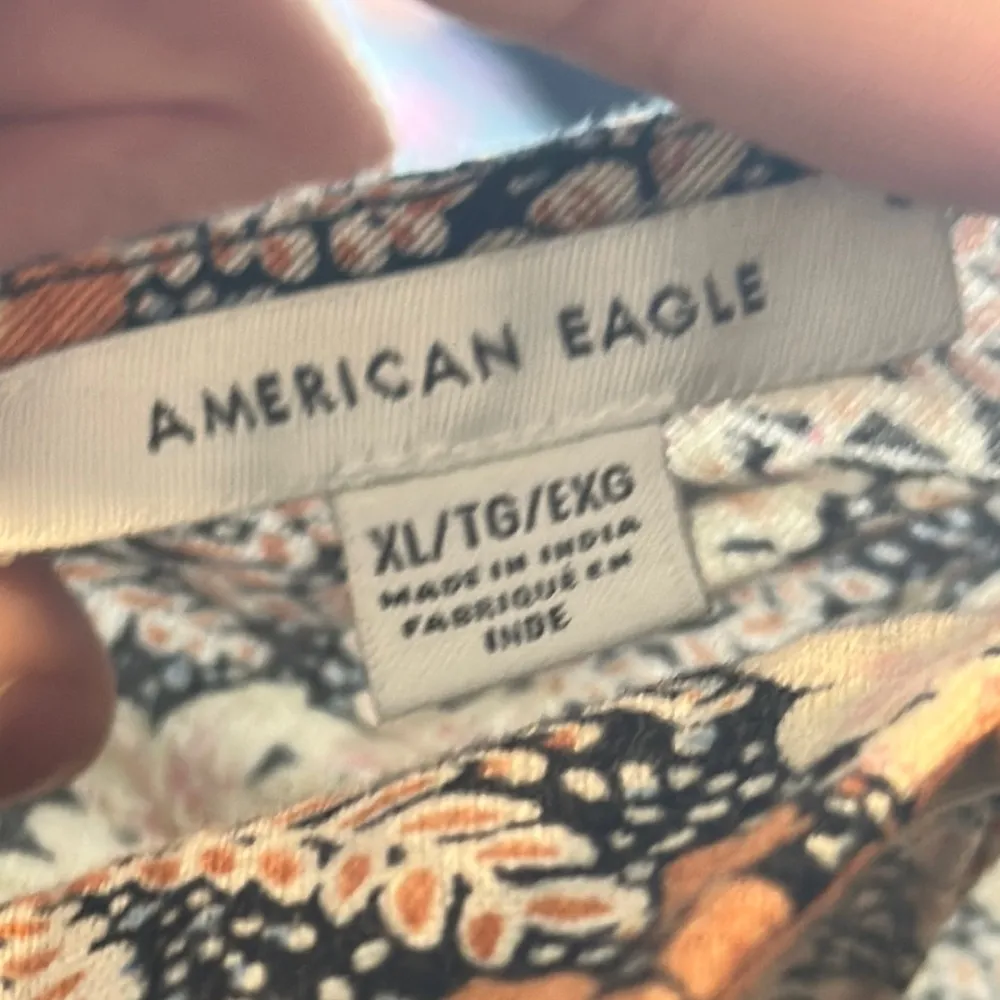 AMERICAN EAGLE
XL/TG/EXG
MADE IN INDIA
FABRIQUÉ EN
INDE